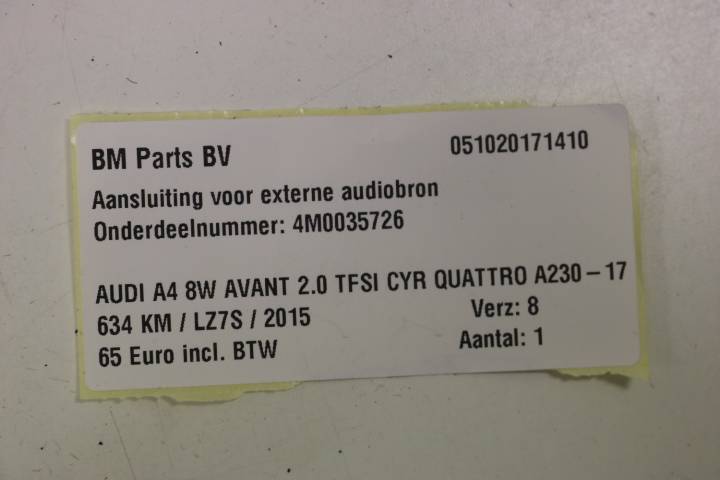 BM Parts BV 051020171410
Aansluiting voor externe audiobron
Onderdeelnummer: 4M0035726
AUDI A4 8W AVANT 2.0 TFSI CYR QUATTRO A230-17
634 KM / LZ7S / 2015 Verz: 8
65 Euro incl. BTW Aantal: 1